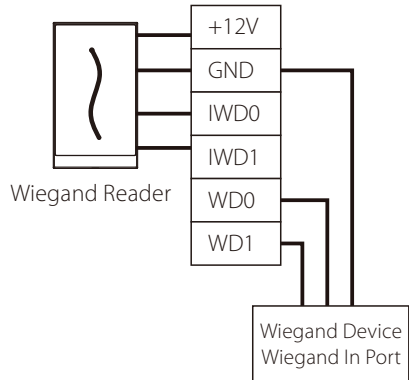 +12V
GND
IWD0
IWD1
WD0
WD1
Wiegand Reader
Wiegand Device
Wiegand In Port